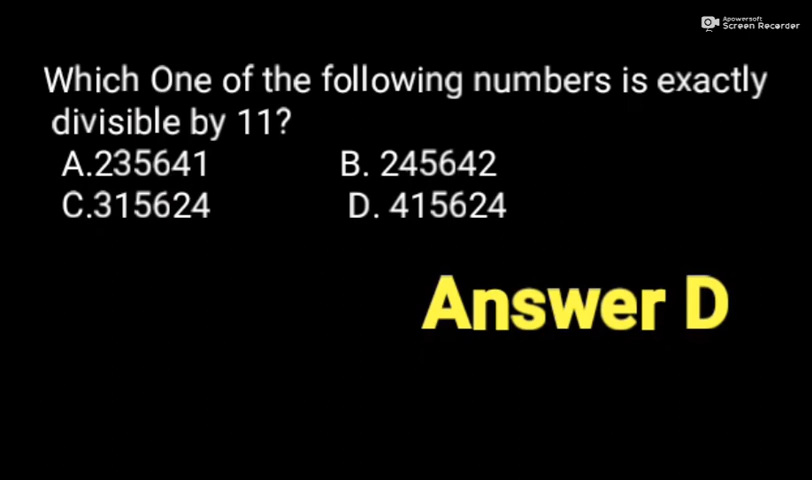 Apowersoft
Screen Recorder
Which One of the following numbers is exactly
divisible by 11?
A.235641 B. 245642
C.315624 D. 415624
Answer D